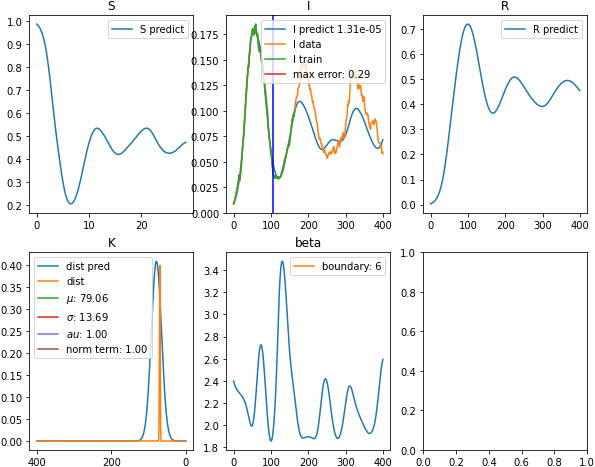 S
1.0
0.9
0.8
0.7
0.6
0.5
0.4
0.3
0.2
0 10 20
S predict
I
0.175
0.150
0.125
0.100
0.075
0.050
0.025
0.000
0 100 200 300 400
I predict 1.31e-05
I data
I train
max error: 0.29
R
0.7
0.6
0.5
0.4
0.3
0.2
0.1
0.0
0 100 200 300 400
R predict
K
0.40
0.35
0.30
0.25
0.20
0.15
0.10
0.05
0.00
400 200 0
dist pred
dist
μ: 79.06
σ: 13.69
au: 1.00
norm term: 1.00
beta
3.4
3.2
3.0
2.8
2.6
2.4
2.2
2.0
1.8
0 100 200 300 400
boundary: 6
1.0
0.8
0.6
0.4
0.2
0.0
0.0 0.2 0.4 0.6 0.8 1.0